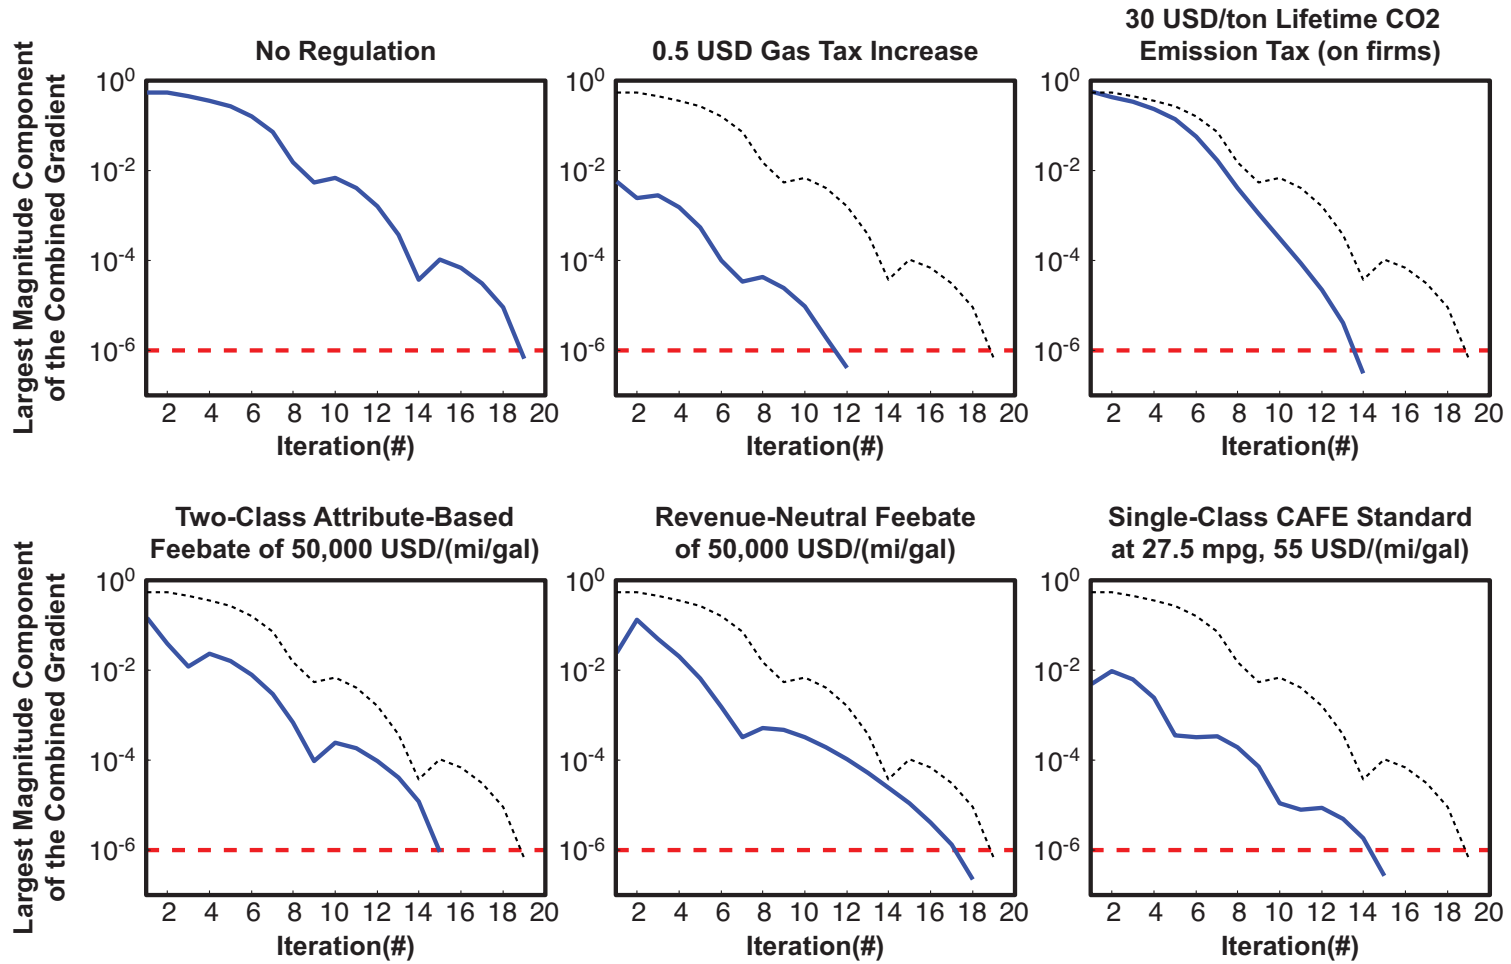 Largest Magnitude Component
of the Combined Gradient
No Regulation
10^0
10^-2
10^-4
10^-6
2 4 6 8 10 12 14 16 18 20
Iteration(#)
0.5 USD Gas Tax Increase
10^0
10^-2
10^-4
10^-6
2 4 6 8 10 12 14 16 18 20
Iteration(#)
30 USD/ton Lifetime CO2
Emission Tax (on firms)
10^0
10^-2
10^-4
10^-6
2 4 6 8 10 12 14 16 18 20
Iteration(#)
Largest Magnitude Component
of the Combined Gradient
Two-Class Attribute-Based
Feebate of 50,000 USD/(mi/gal)
10^0
10^-2
10^-4
10^-6
2 4 6 8 10 12 14 16 18 20
Iteration(#)
Revenue-Neutral Feebate
of 50,000 USD/(mi/gal)
10^0
10^-2
10^-4
10^-6
2 4 6 8 10 12 14 16 18 20
Iteration(#)
Single-Class CAFE Standard
at 27.5 mpg, 55 USD/(mi/gal)
10^0
10^-2
10^-4
10^-6
2 4 6 8 10 12 14 16 18 20
Iteration(#)